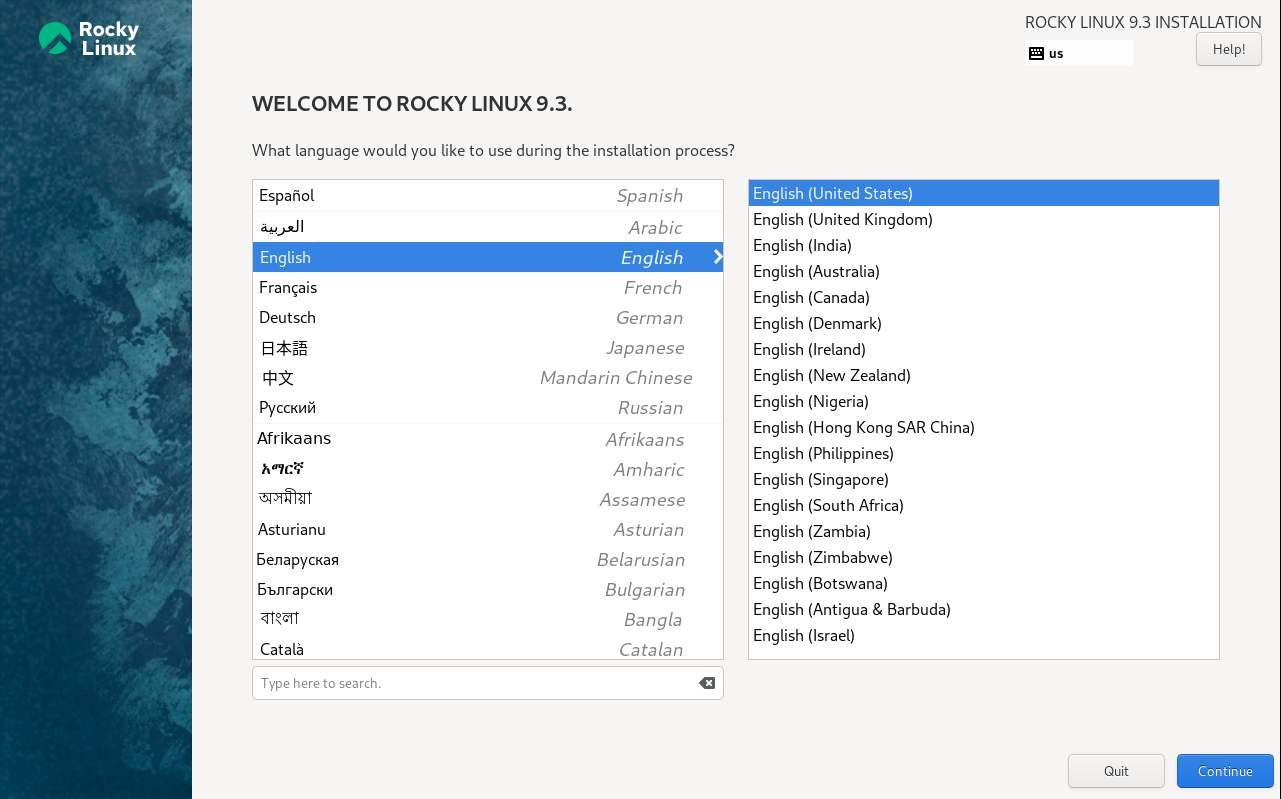 Rocky
Linux
ROCKY LINUX 9.3 INSTALLATION
us
Help!
WELCOME TO ROCKY LINUX 9.3.
What language would you like to use during the installation process?
Español Spanish
العربية Arabic
English English
Français French
Deutsch German
日本語 Japanese
中文 Mandarin Chinese
Русский Russian
Afrikaans Afrikaans
አማርኛ Amharic
অসমীয়া Assamese
Asturianu Asturian
Беларуская Belarusian
Български Bulgarian
বাংলা Bangla
Català Catalan
Type here to search.
English (United States)
English (United Kingdom)
English (India)
English (Australia)
English (Canada)
English (Denmark)
English (Ireland)
English (New Zealand)
English (Nigeria)
English (Hong Kong SAR China)
English (Philippines)
English (Singapore)
English (South Africa)
English (Zambia)
English (Zimbabwe)
English (Botswana)
English (Antigua & Barbuda)
English (Israel)
Quit
Continue